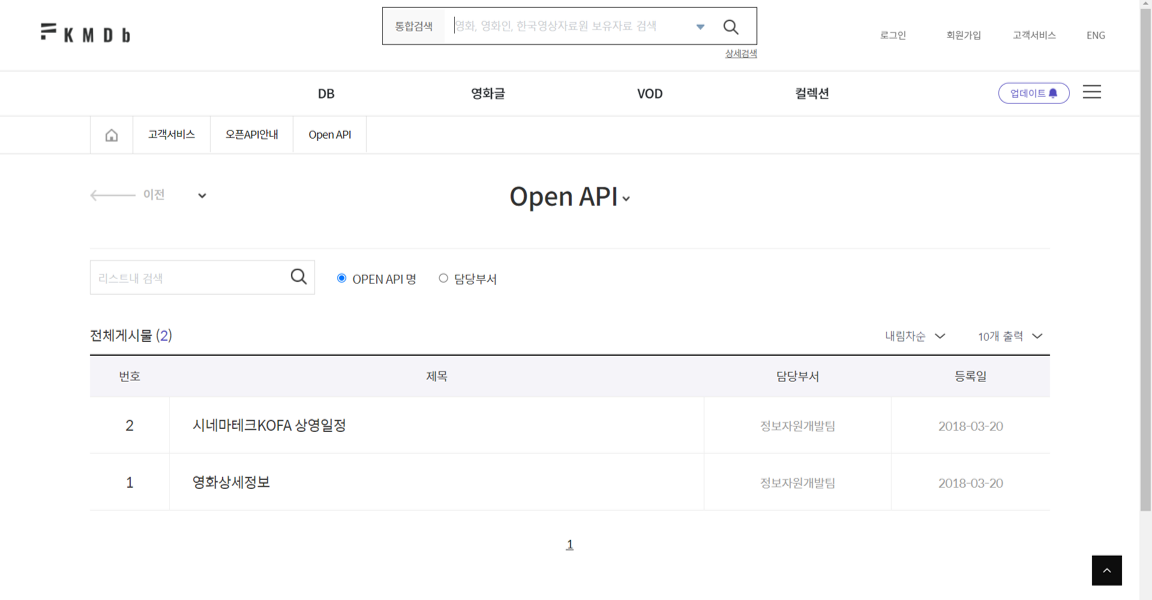 KMDb
통합검색 영화, 영화인, 한국영상자료원 보유자료 검색
상세검색
로그인 회원가입 고객서비스 ENG
DB 영화글 VOD 컬렉션 업데이트
고객서비스 오픈API안내 Open API
이전
Open API
리스트내 검색 OPEN API 명 담당부서
전체게시물 (2) 내림차순 10개 출력
번호 제목 담당부서 등록일
2 시네마테크KOFA 상영일정 정보자원개발팀 2018-03-20
1 영화상세정보 정보자원개발팀 2018-03-20
1